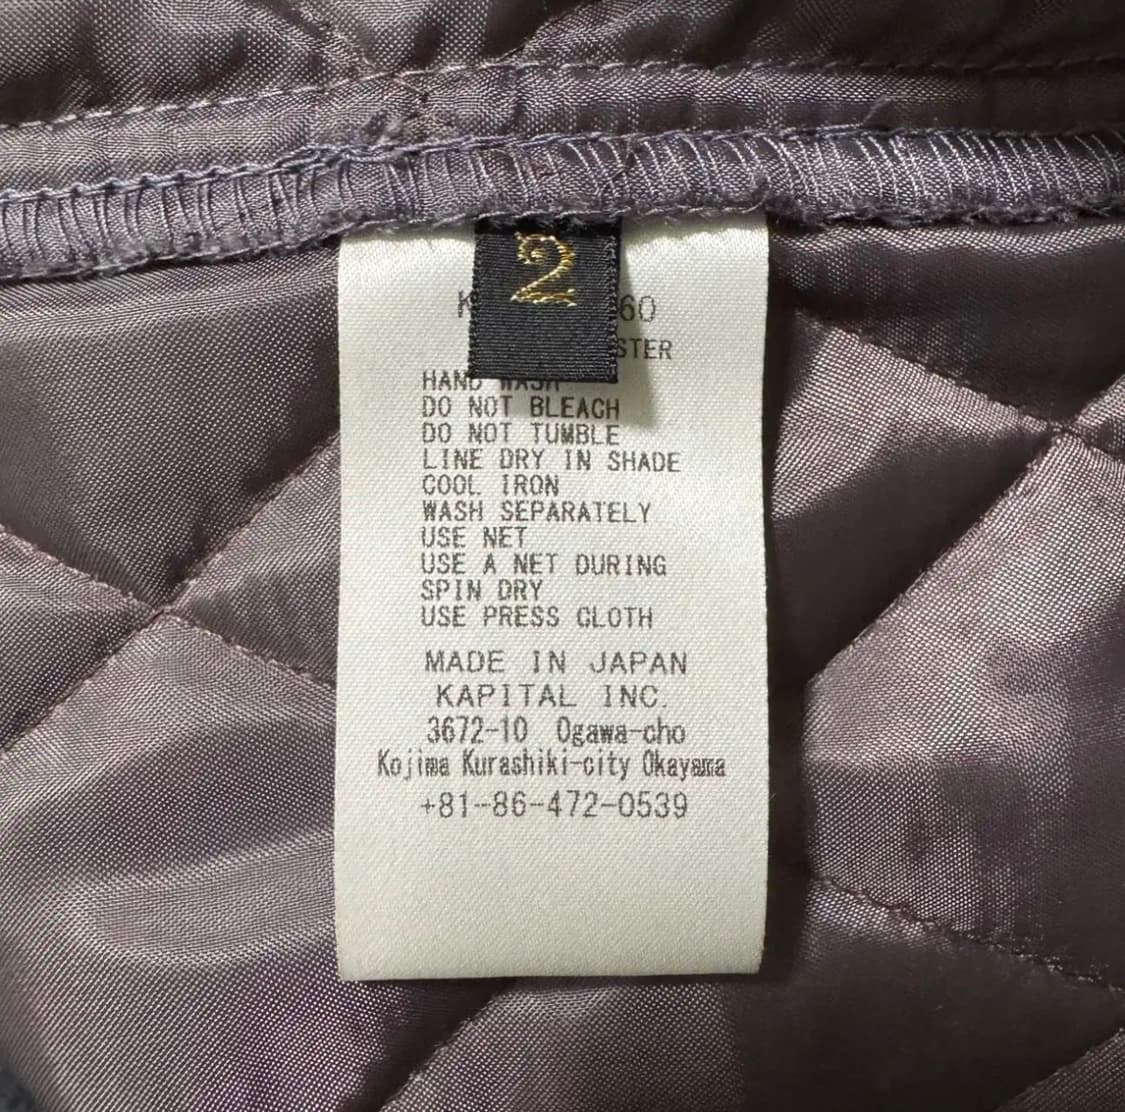 2
60
HAND WASH
DO NOT BLEACH
DO NOT TUMBLE
LINE DRY IN SHADE
COOL IRON
WASH SEPARATELY
USE NET
USE A NET DURING
SPIN DRY
USE PRESS CLOTH
MADE IN JAPAN
KAPITAL INC.
3672-10 Ogawa-cho
Kojima Kurashiki-city Okayama
+81-86-472-0539